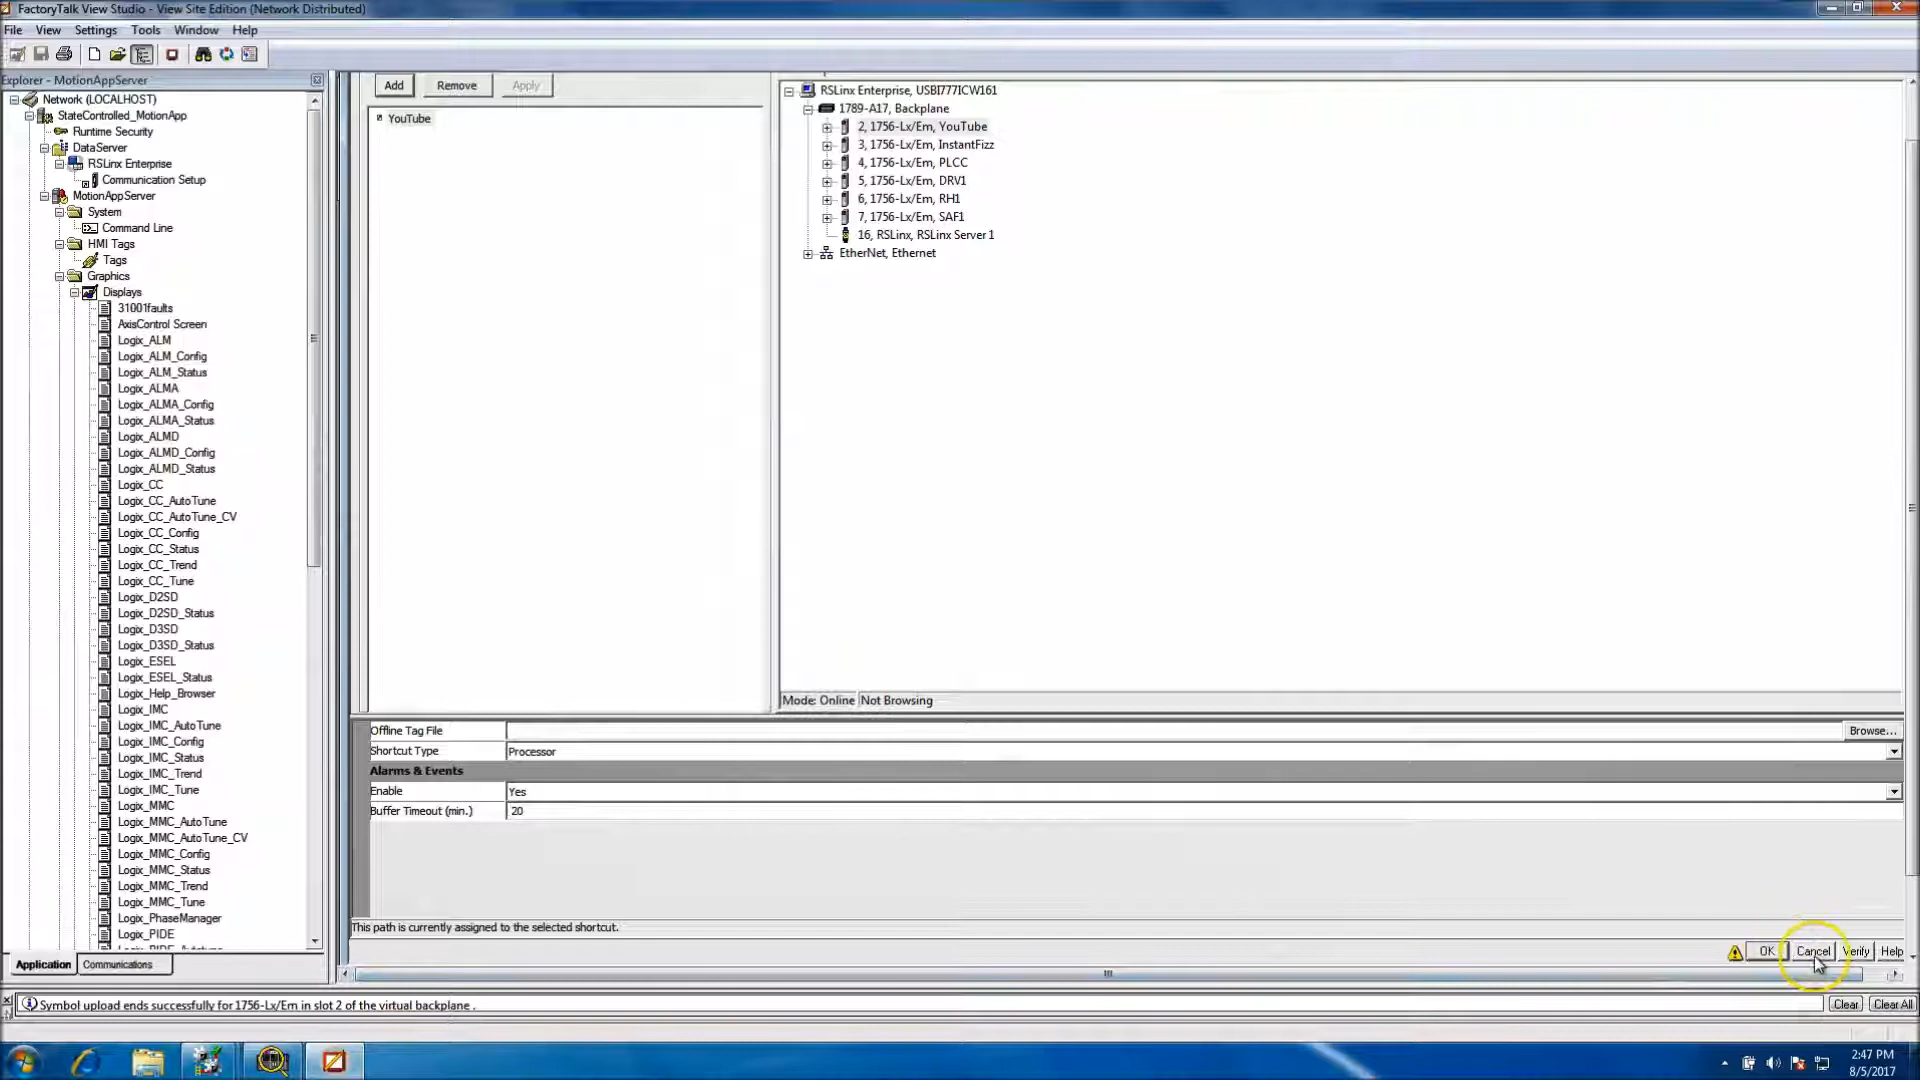 FactoryTalk View Studio - View Site Edition (Network Distributed)
File View Settings Tools Window Help
Explorer - MotionAppServer
Network (LOCALHOST)
StateControlled_MotionApp
Runtime Security
DataServer
RSLinx Enterprise
Communication Setup
MotionAppServer
System
Command Line
HMI Tags
Tags
Graphics
Displays
31001faults
AxisControl Screen
Logix_ALM
Logix_ALM_Config
Logix_ALM_Status
Logix_ALMA
Logix_ALMA_Config
Logix_ALMA_Status
Logix_ALMD
Logix_ALMD_Config
Logix_ALMD_Status
Logix_CC
Logix_CC_AutoTune
Logix_CC_AutoTune_CV
Logix_CC_Config
Logix_CC_Status
Logix_CC_Trend
Logix_CC_Tune
Logix_D2SD
Logix_D2SD_Status
Logix_D3SD
Logix_D3SD_Status
Logix_ESEL
Logix_ESEL_Status
Logix_Help_Browser
Logix_IMC
Logix_IMC_AutoTune
Logix_IMC_Config
Logix_IMC_Status
Logix_IMC_Trend
Logix_IMC_Tune
Logix_MMC
Logix_MMC_AutoTune
Logix_MMC_AutoTune_CV
Logix_MMC_Config
Logix_MMC_Status
Logix_MMC_Trend
Logix_MMC_Tune
Logix_PhaseManager
Logix_PIDE
Application Communications
Add Remove Apply
YouTube
RSLinx Enterprise, USBI777ICW161
1789-A17, Backplane
2, 1756-Lx/Em, YouTube
3, 1756-Lx/Em, InstantFizz
4, 1756-Lx/Em, PLCC
5, 1756-Lx/Em, DRV1
6, 1756-Lx/Em, RH1
7, 1756-Lx/Em, SAF1
16, RSLinx, RSLinx Server 1
EtherNet, Ethernet
Mode: Online Not Browsing
Offline Tag File Browse...
Shortcut Type Processor
Alarms & Events
Enable Yes
Buffer Timeout (min.) 20
This path is currently assigned to the selected shortcut.
OK Cancel Verify Help
Symbol upload ends successfully for 1756-Lx/Em in slot 2 of the virtual backplane .
Clear Clear All
2:47 PM
8/5/2017